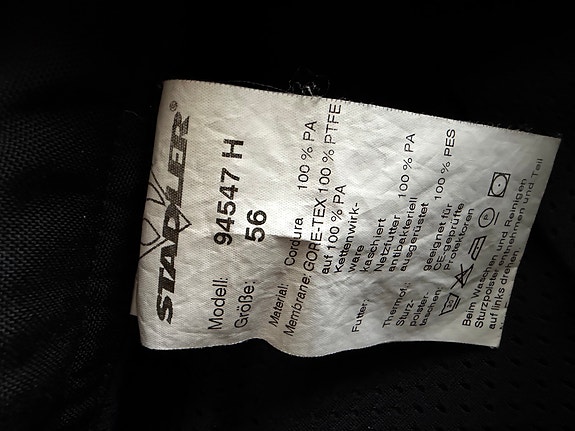 STADLER®
Modell: 94547 H
Größe: 56
Material: Cordura 100 % PA
Membrane: GORE-TEX 100 % PTFE
auf 100 % PA
Kettenwirk-
ware
kaschiert
Futter: Netzfutter 100 % PA
antibakteriell
ausgerüstet
Thermof.: 100 % PES
Sturz- geeignet für
polster- CE-geprüfte
taschen: Protektoren
Beim Waschen und Reinigen
Sturzpolster entnehmen und Teil
auf links drehen.